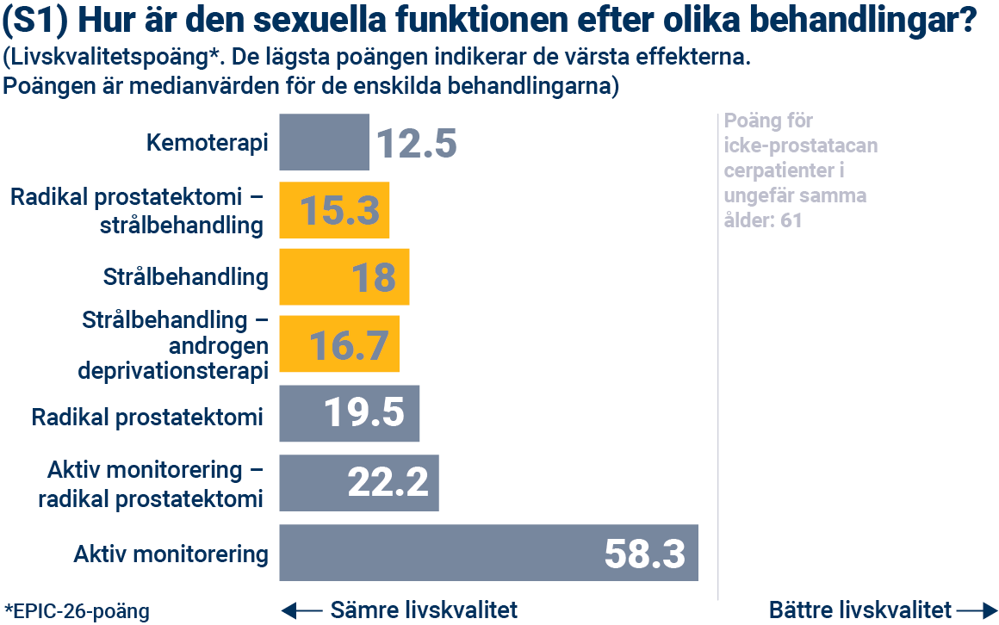 (S1) Hur är den sexuella funktionen efter olika behandlingar?
(Livskvalitetspoäng*. De lägsta poängen indikerar de värsta effekterna.
Poängen är medianvärden för de enskilda behandlingarna)
Kemoterapi
12.5
Radikal prostatektomi –
strålbehandling
15.3
Strålbehandling
18
Strålbehandling –
androgen
deprivationsterapi
16.7
Radikal prostatektomi
19.5
Aktiv monitorering –
radikal prostatektomi
22.2
Aktiv monitorering
58.3
Poäng för
icke-prostatacan
cerpatienter i
ungefär samma
ålder: 61
*EPIC-26-poäng
Sämre livskvalitet
Bättre livskvalitet